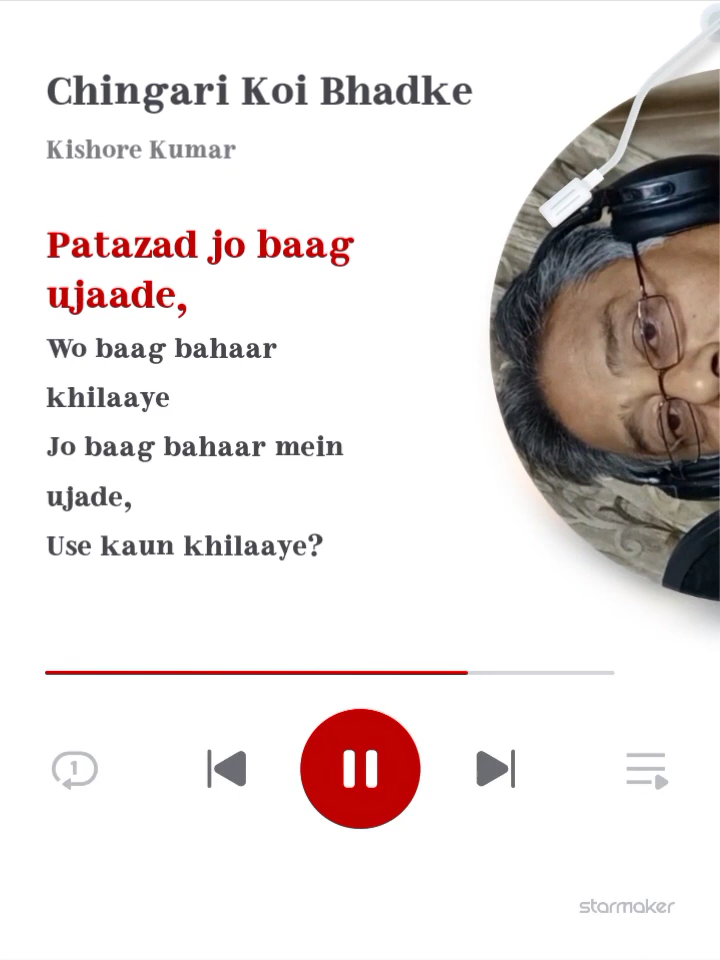 Chingari Koi Bhadke
Kishore Kumar
Patazad jo baag
ujaade,
Wo baag bahaar
khilaaye
Jo baag bahaar mein
ujade,
Use kaun khilaaye?
1
starmaker